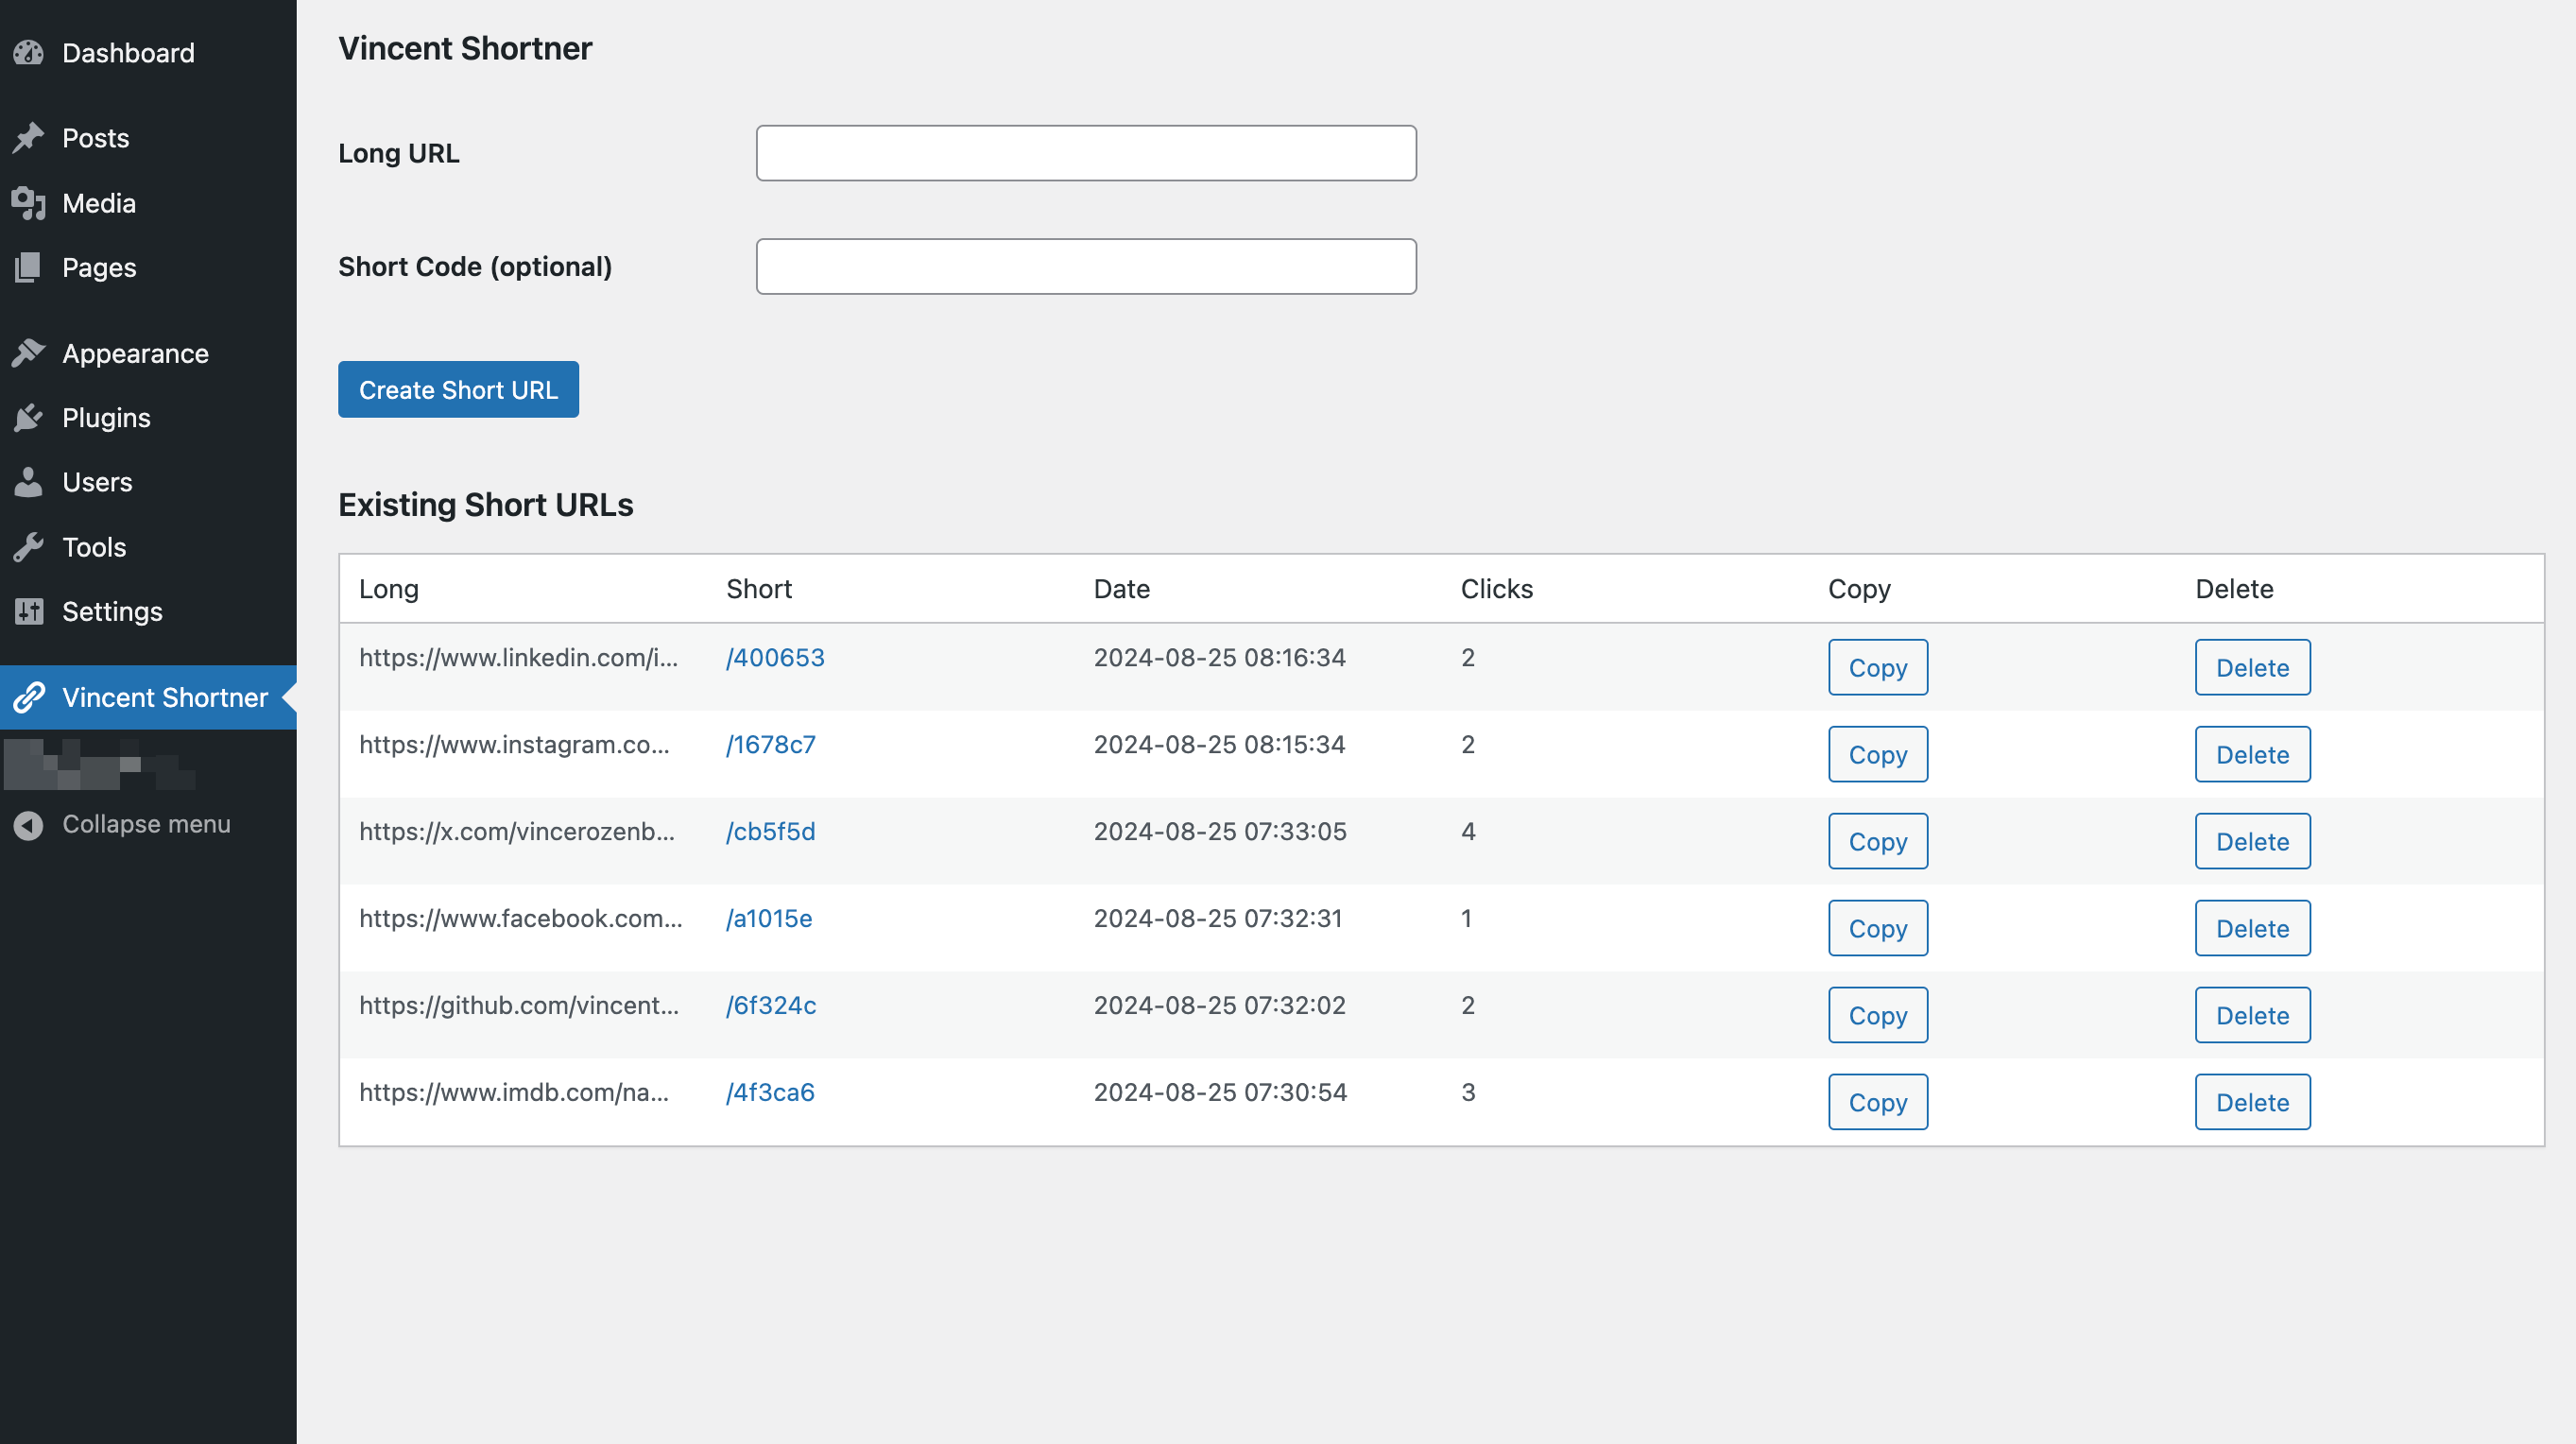 Dashboard
Posts
Media
Pages
Appearance
Plugins
Users
Tools
Settings
Vincent Shortner
Collapse menu
Vincent Shortner
Long URL
Short Code (optional)
Create Short URL
Existing Short URLs
Long Short Date Clicks Copy Delete
https://www.linkedin.com/i... /400653 2024-08-25 08:16:34 2 Copy Delete
https://www.instagram.co... /1678c7 2024-08-25 08:15:34 2 Copy Delete
https://x.com/vincerozenb... /cb5f5d 2024-08-25 07:33:05 4 Copy Delete
https://www.facebook.com... /a1015e 2024-08-25 07:32:31 1 Copy Delete
https://github.com/vincent... /6f324c 2024-08-25 07:32:02 2 Copy Delete
https://www.imdb.com/na... /4f3ca6 2024-08-25 07:30:54 3 Copy Delete